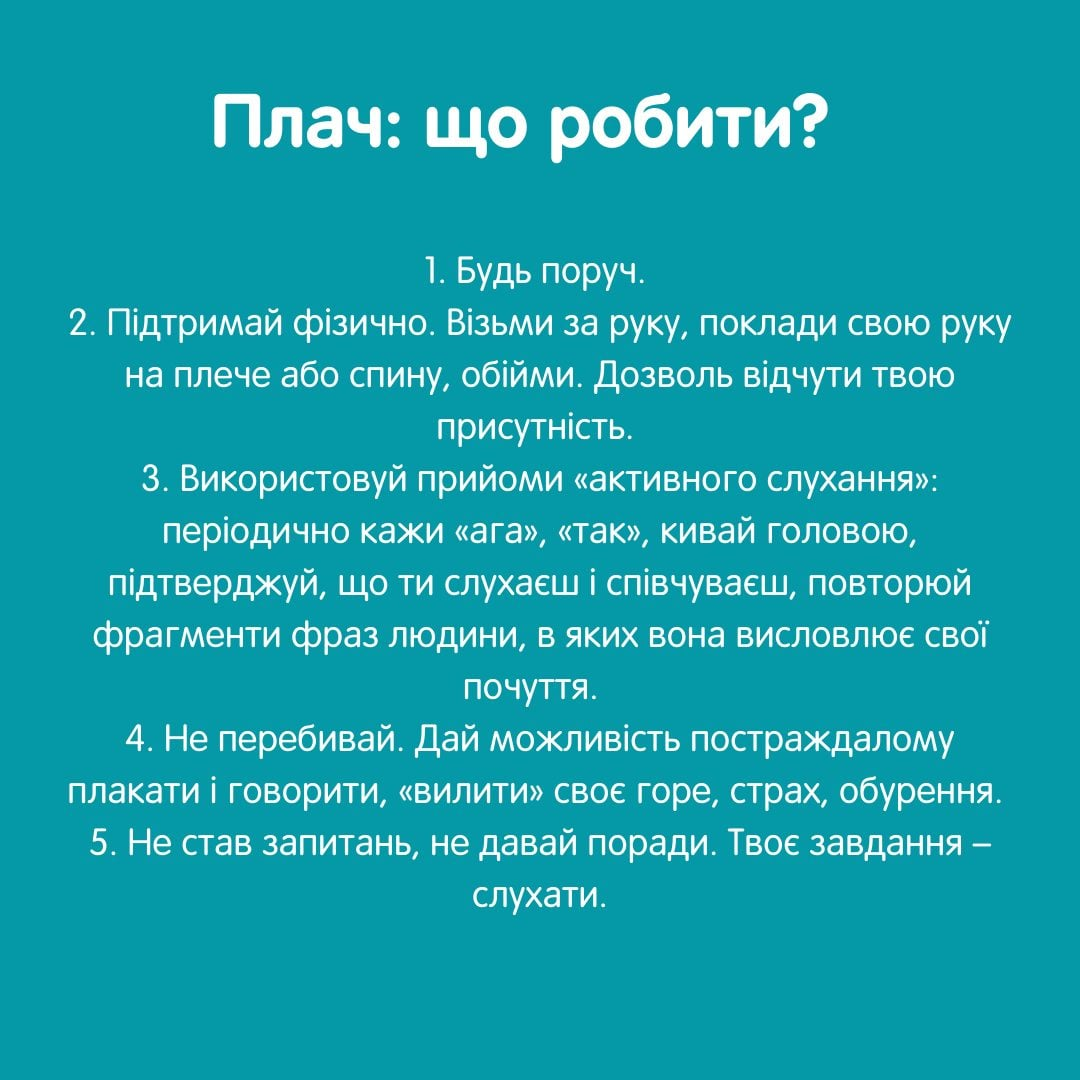 Плач: що робити?
1. Будь поруч.
2. Підтримай фізично. Візьми за руку, поклади свою руку
на плече або спину, обійми. Дозволь відчути твою
присутність.
3. Використовуй прийоми «активного слухання»:
періодично кажи «ага», «так», кивай головою,
підтверджуй, що ти слухаєш і співчуваєш, повторюй
фрагменти фраз людини, в яких вона висловлює свої
почуття.
4. Не перебивай. Дай можливість постраждалому
плакати і говорити, «вилити» своє горе, страх, обурення.
5. Не став запитань, не давай поради. Твоє завдання –
слухати.